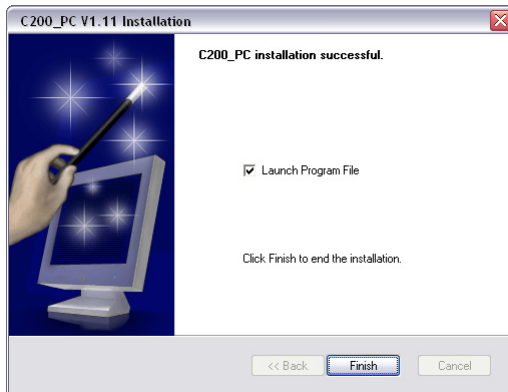 C200_PC V1.11 Installation
C200_PC installation successful.
Launch Program File
Click Finish to end the installation.
<< Back Finish Cancel